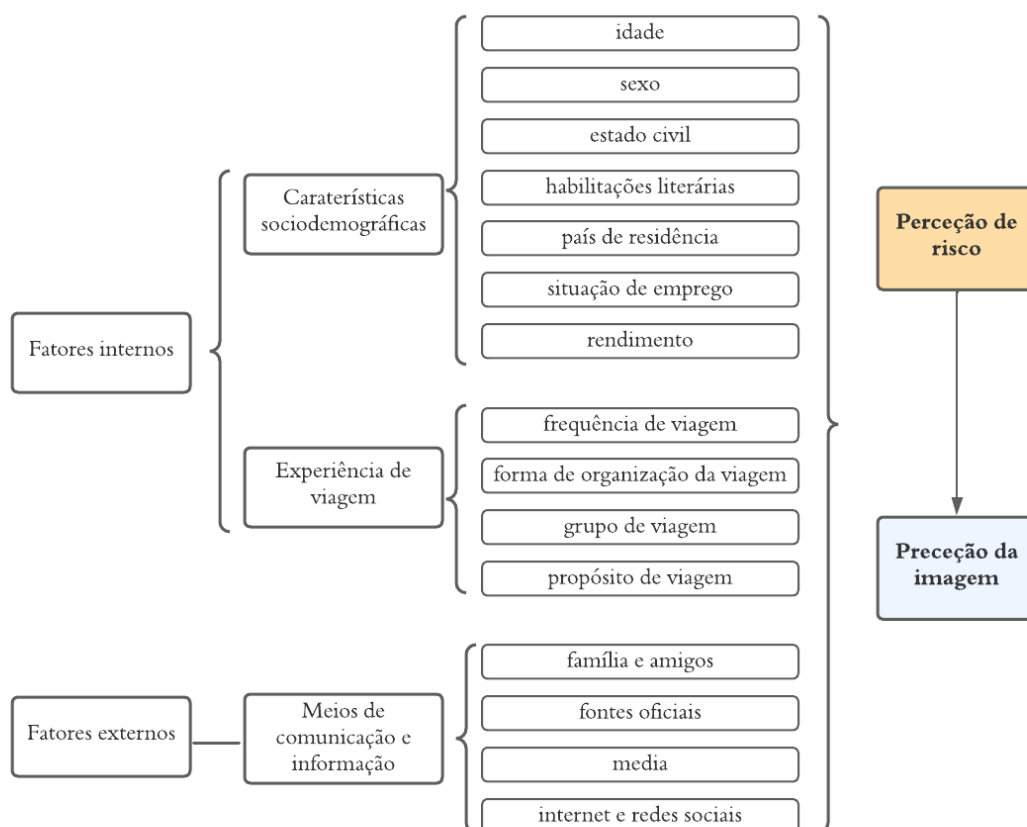 Fatores internos
Caraterísticas
sociodemográficas
idade
sexo
estado civil
habilitações literárias
país de residência
situação de emprego
rendimento
Experiência de
viagem
frequência de viagem
forma de organização da viagem
grupo de viagem
propósito de viagem
Fatores externos
Meios de
comunicação e
informação
família e amigos
fontes oficiais
media
internet e redes sociais
Perceção de
risco
Preceção da
imagem